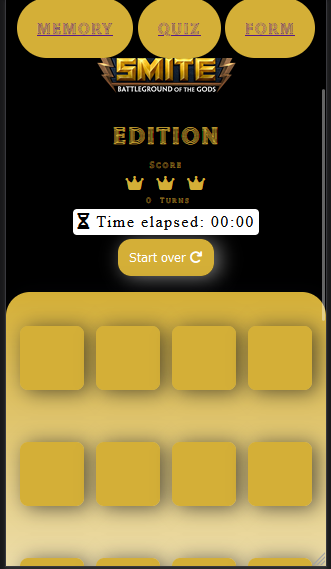 MEMORY QUIZ FORM
SMITE
BATTLEGROUND OF THE GODS
EDITION
Score
0 Turns
Time elapsed: 00:00
Start over